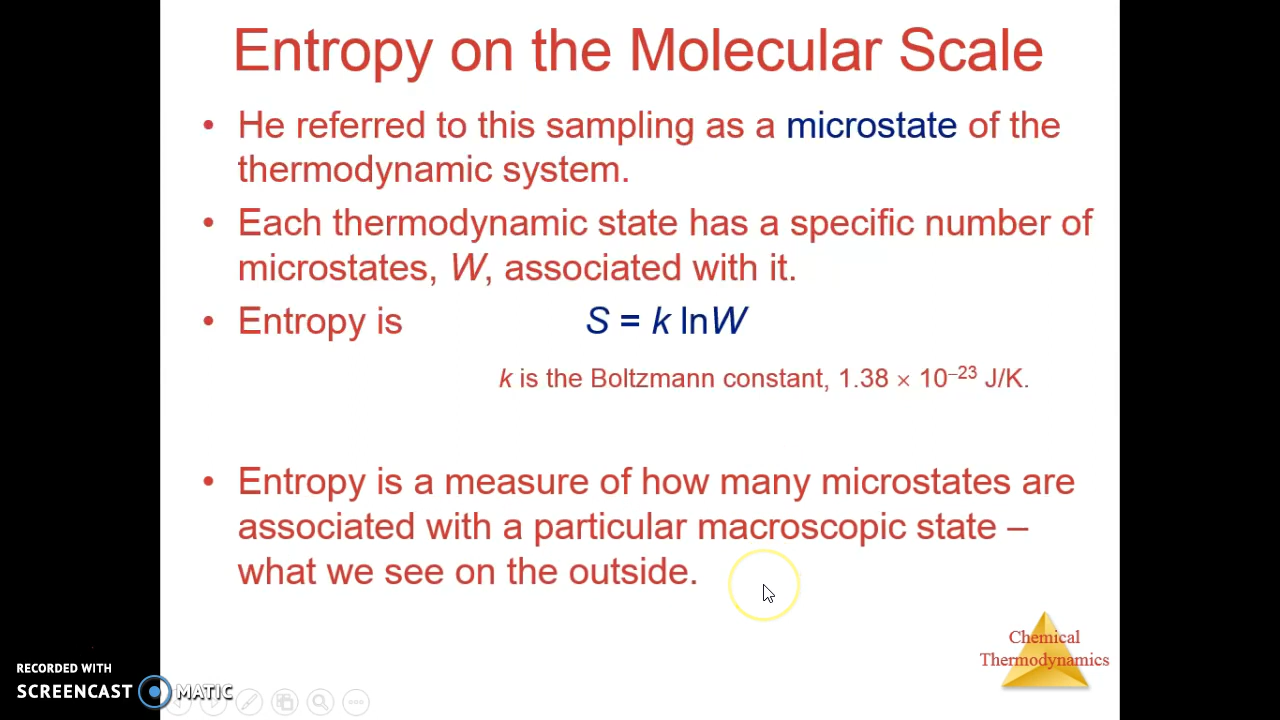 Entropy on the Molecular Scale
• He referred to this sampling as a microstate of the
thermodynamic system.
• Each thermodynamic state has a specific number of
microstates, W, associated with it.
• Entropy is S = k lnW
k is the Boltzmann constant, 1.38 × 10⁻²³ J/K.
• Entropy is a measure of how many microstates are
associated with a particular macroscopic state –
what we see on the outside.
Chemical
Thermodynamics
RECORDED WITH
SCREENCAST MATIC